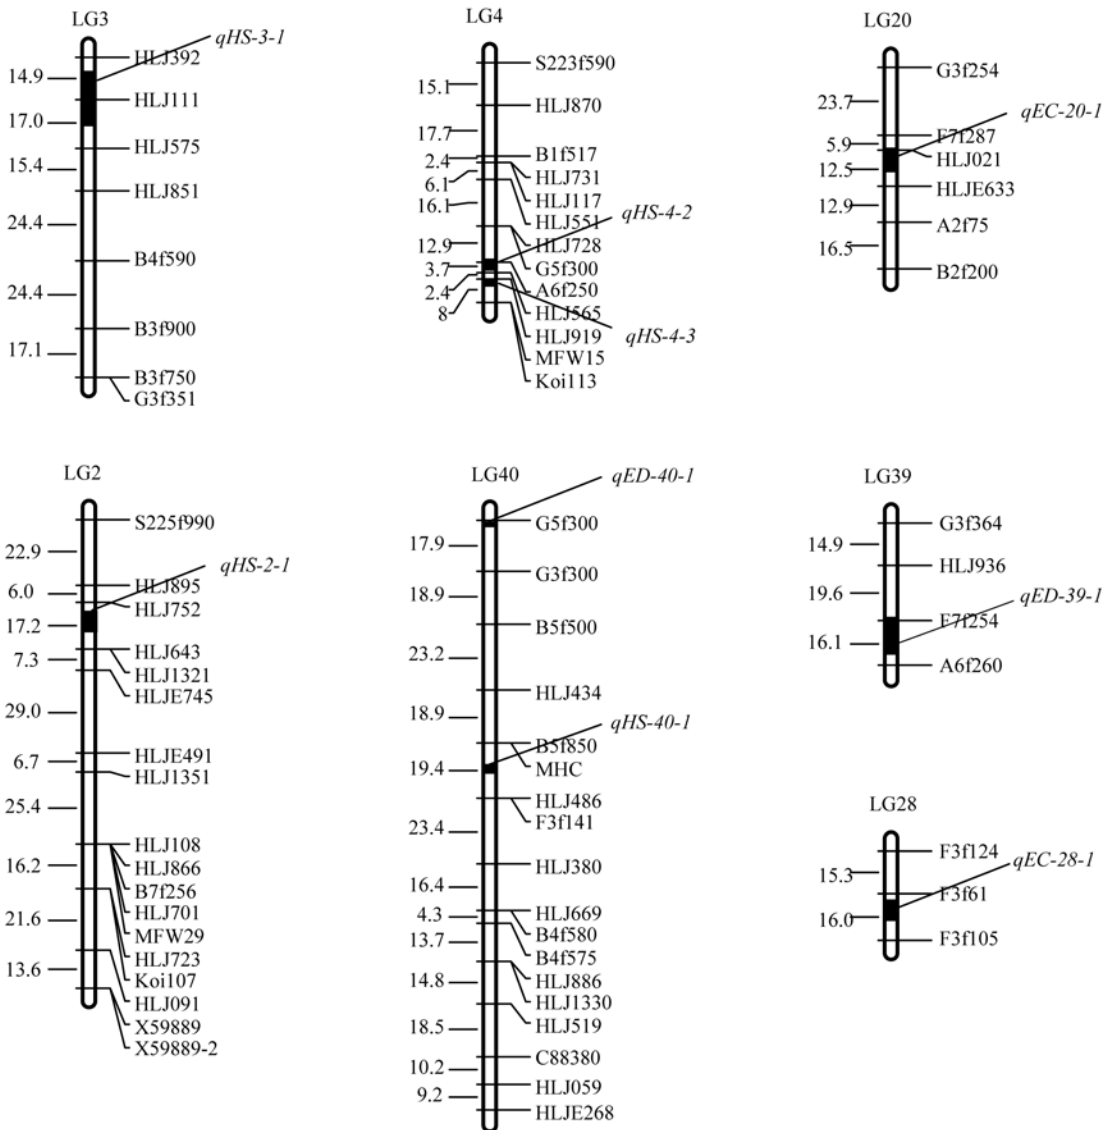 LG3
qHS-3-1
HLJ392
14.9
HLJ111
17.0
HLJ575
15.4
HLJ851
24.4
B4f590
24.4
B3f900
17.1
B3f750
G3f351
LG4
S223f590
15.1
HLJ870
17.7
B1f517
2.4
HLJ731
6.1
HLJ117
16.1
HLJ551
qHS-4-2
12.9
HLJ728
3.7
G5f300
2.4
A6f250
8
HLJ565
HLJ919
qHS-4-3
MFW15
Koi113
LG20
G3f254
23.7
qEC-20-1
F7f287
5.9
HLJ021
12.5
HLJE633
12.9
A2f75
16.5
B2f200
LG2
S225f990
22.9
qHS-2-1
HLJ895
6.0
HLJ752
17.2
HLJ643
7.3
HLJ1321
HLJE745
29.0
HLJE491
6.7
HLJ1351
25.4
HLJ108
16.2
HLJ866
B7f256
HLJ701
21.6
MFW29
HLJ723
13.6
Koi107
HLJ091
X59889
X59889-2
LG40
qED-40-1
G5f300
17.9
G3f300
18.9
B5f500
23.2
HLJ434
18.9
qHS-40-1
B5f850
19.4
MHC
HLJ486
F3f141
23.4
HLJ380
16.4
HLJ669
4.3
B4f580
13.7
B4f575
14.8
HLJ886
HLJ1330
18.5
HLJ519
C88380
10.2
HLJ059
9.2
HLJE268
LG39
G3f364
14.9
HLJ936
19.6
qED-39-1
F7f254
16.1
A6f260
LG28
F3f124
15.3
qEC-28-1
F3f61
16.0
F3f105